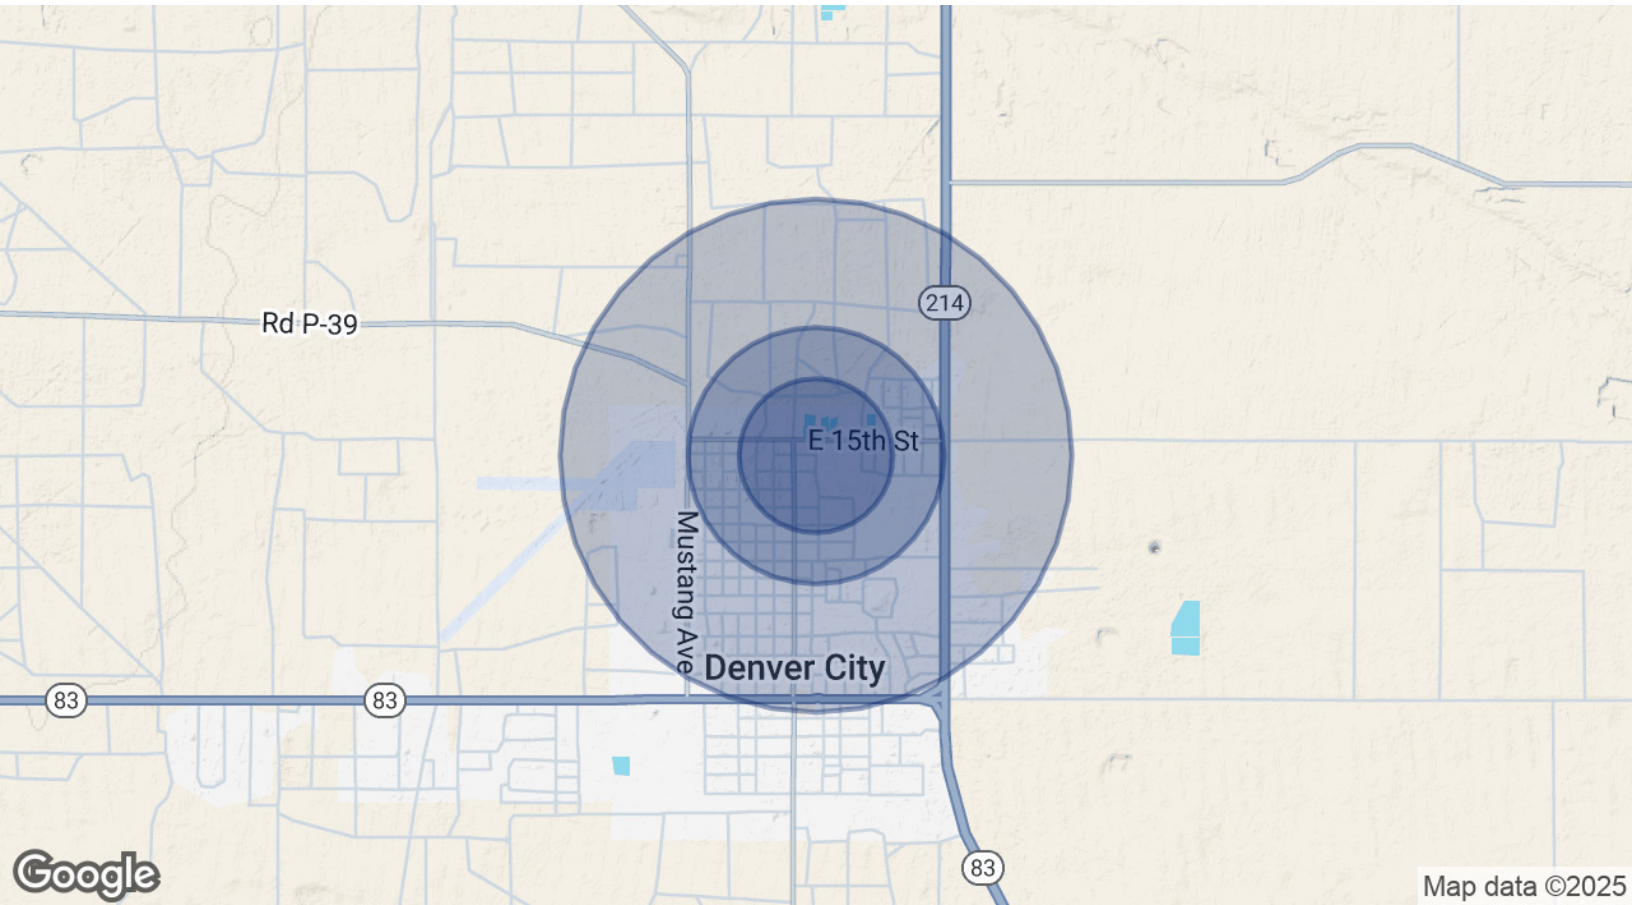 214
Rd P-39
E 15th St
Mustang Ave
Denver City
83
83
83
Google
Map data ©2025